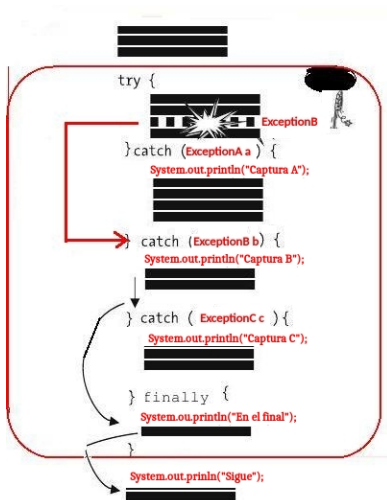 try {
ExceptionB
}catch (ExceptionA a ) {
System.out.println("Captura A");
} catch (ExceptionB b) {
System.out.println("Captura B");
} catch ( ExceptionC c ) {
System.out.println("Captura C");
} finally {
System.ou.println("En el final");
}
System.out.prinln("Sigue");